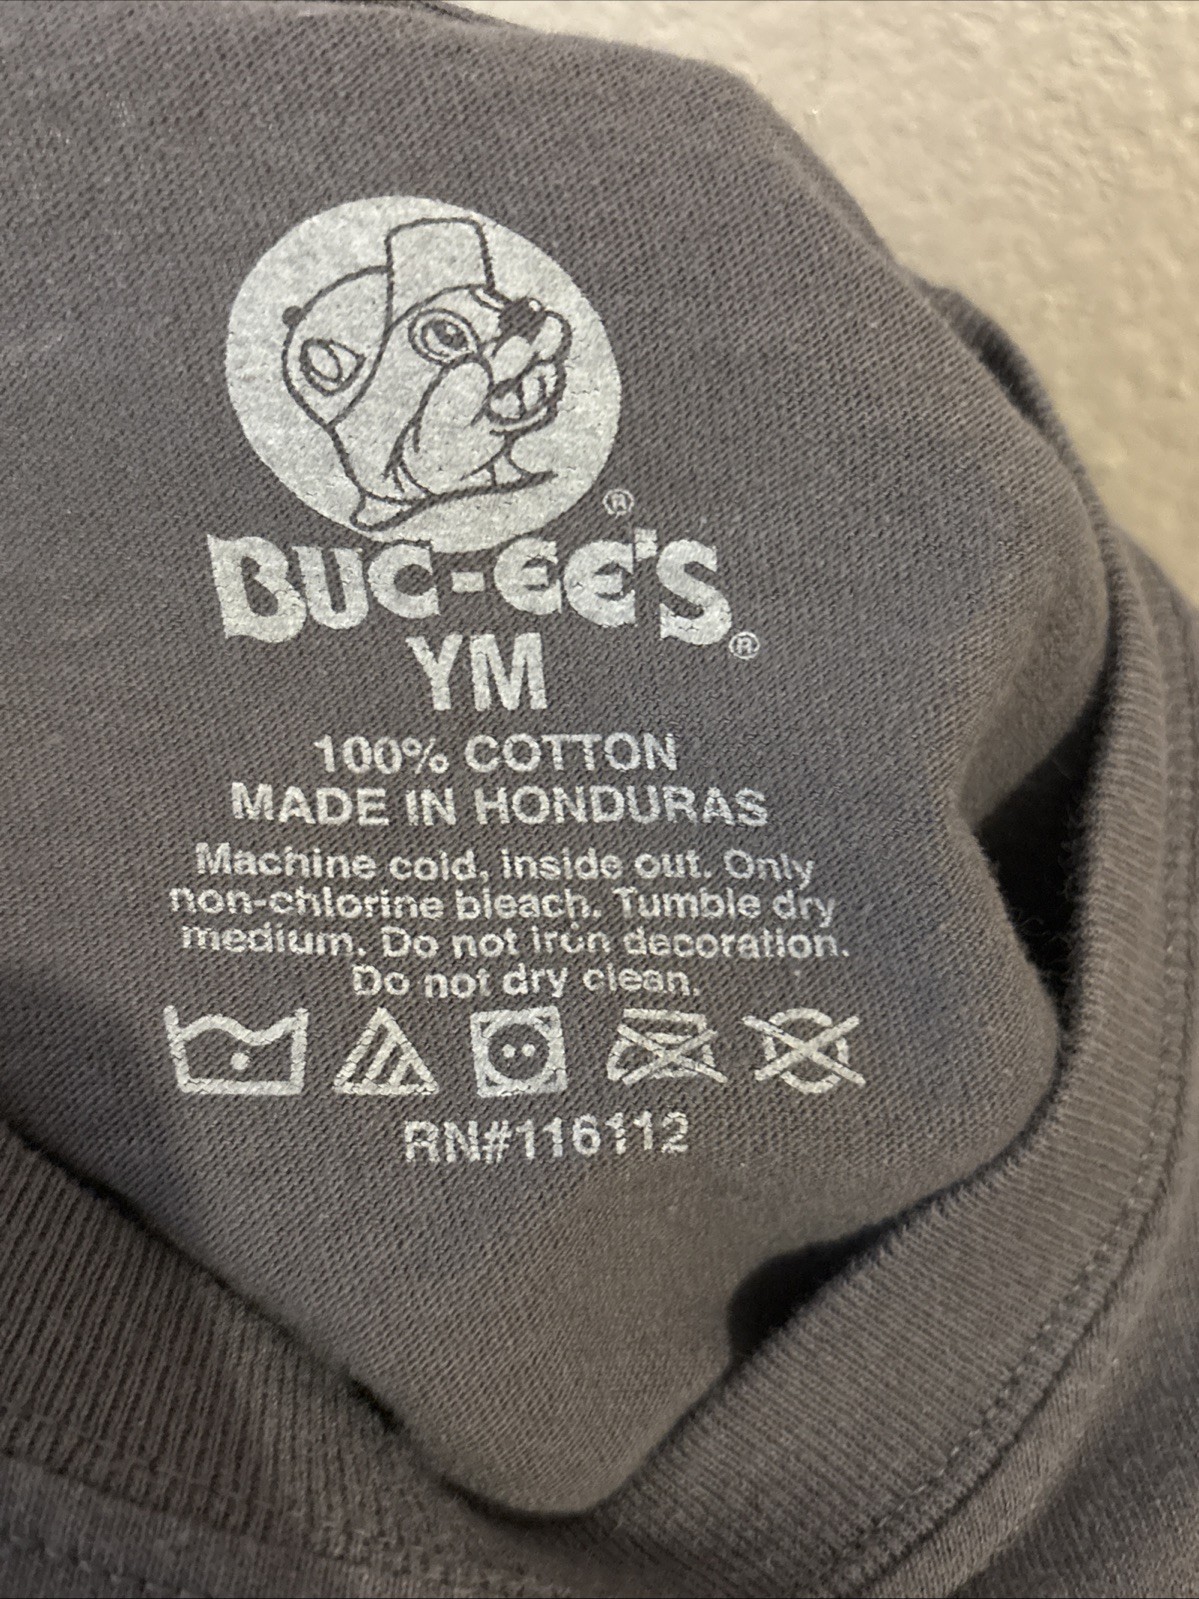 ®
BUC-EE'S®
YM
100% COTTON
MADE IN HONDURAS
Machine cold, inside out. Only
non-chlorine bleach. Tumble dry
medium. Do not iron decoration.
Do not dry clean.
RN#116112